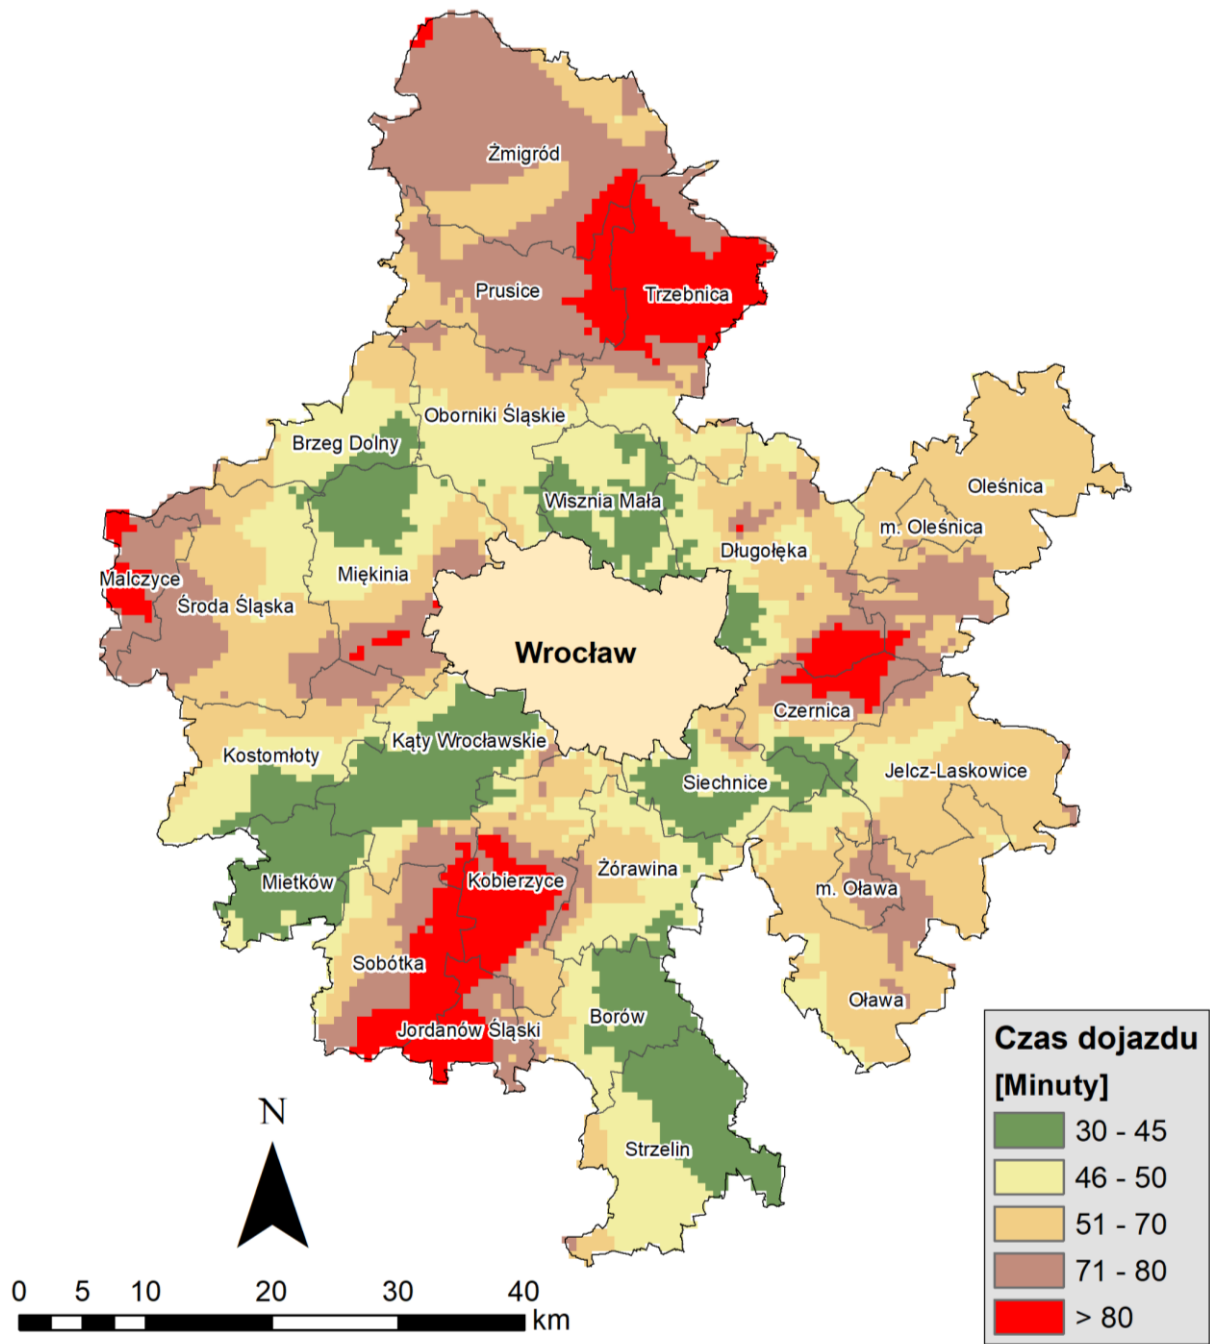 Żmigród
Prusice
Trzebnica
Oborniki Śląskie
Brzeg Dolny
Oleśnica
Wisznia Mała
m. Oleśnica
Długołęka
Miękinia
Malczyce
Środa Śląska
Wrocław
Czernica
Kąty Wrocławskie
Kostomłoty
Jelcz-Laskowice
Siechnice
Żórawina
Kobierzyce
Mietków
m. Oława
Sobótka
Oława
Borów
Jordanów Śląski
Strzelin
Czas dojazdu
[Minuty]
30 - 45
46 - 50
51 - 70
71 - 80
> 80
N
0 5 10 20 30 40
km